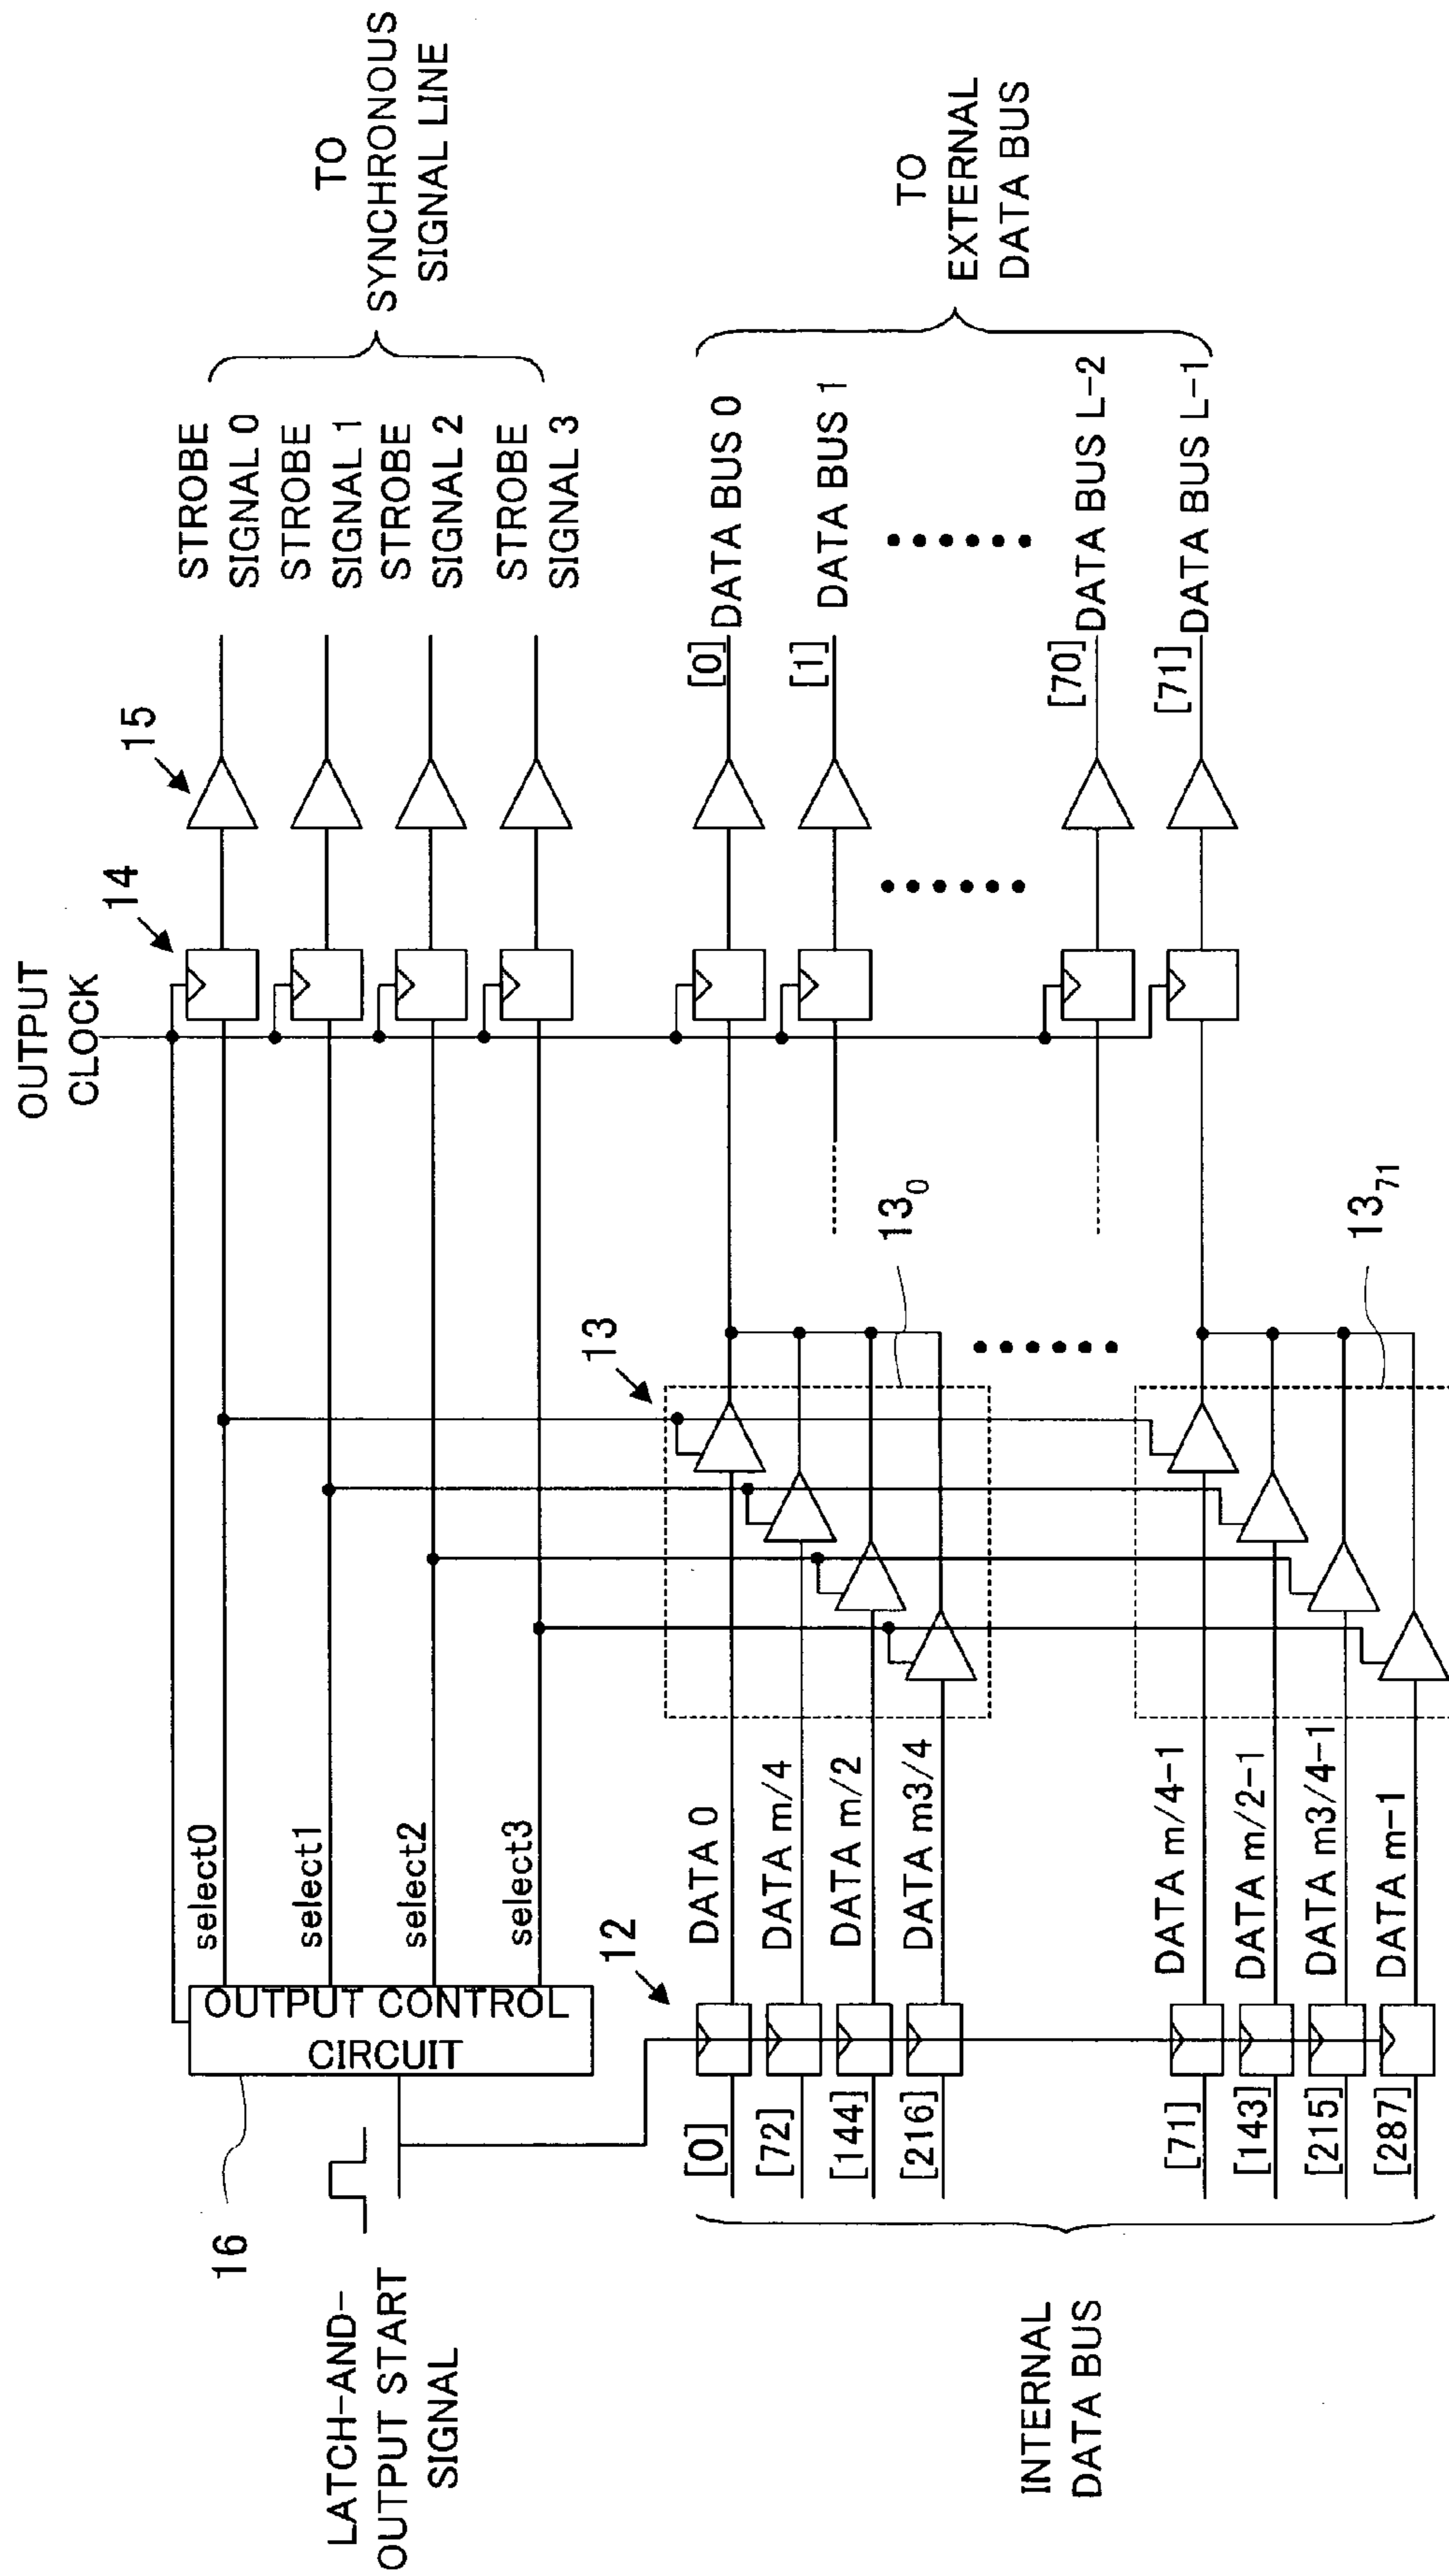 OUTPUT
CLOCK
14
15
STROBE
SIGNAL 0
STROBE
SIGNAL 1
STROBE
SIGNAL 2
STROBE
SIGNAL 3
TO
SYNCHRONOUS
SIGNAL LINE
16
OUTPUT CONTROL
CIRCUIT
select0
select1
select2
select3
LATCH-AND-
OUTPUT START
SIGNAL
12
13
[0]
DATA 0
[72]
DATA m/4
[144]
DATA m/2
[216]
DATA m3/4
13₀
[71]
DATA m/4-1
[143]
DATA m/2-1
[215]
DATA m3/4-1
[287]
DATA m-1
13₇₁
INTERNAL
DATA BUS
[0]
DATA BUS 0
[1]
DATA BUS 1
[70]
DATA BUS L-2
[71]
DATA BUS L-1
TO
EXTERNAL
DATA BUS